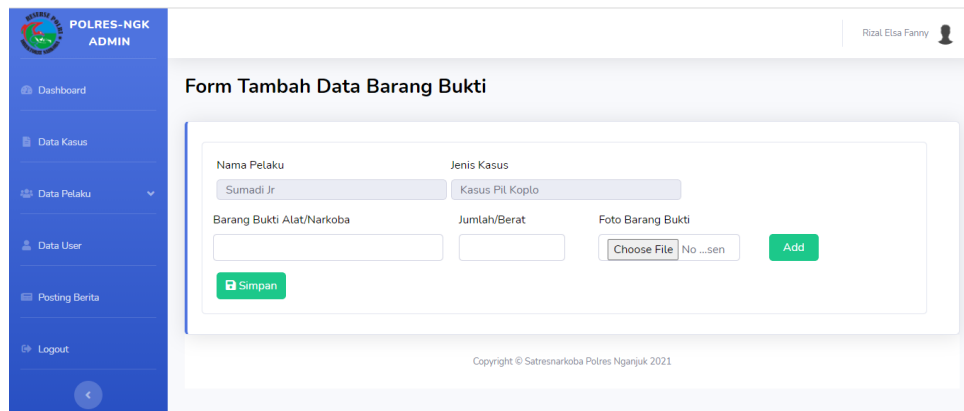 POLRES-NGK
ADMIN
Rizal Elsa Fanny
Dashboard
Data Kasus
Data Pelaku
Data User
Posting Berita
Logout
Form Tambah Data Barang Bukti
Nama Pelaku Jenis Kasus
Sumadi Jr Kasus Pil Koplo
Barang Bukti Alat/Narkoba Jumlah/Berat Foto Barang Bukti
Choose File No ...sen Add
Simpan
Copyright © Satresnarkoba Polres Nganjuk 2021